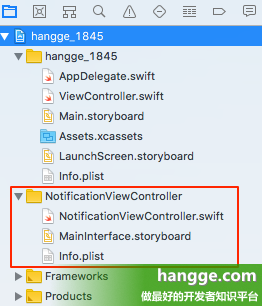 hangge_1845
hangge_1845
AppDelegate.swift
ViewController.swift
Main.storyboard
Assets.xcassets
LaunchScreen.storyboard
Info.plist
NotificationViewController
NotificationViewController.swift
MainInterface.storyboard
Info.plist
Frameworks
Products
hangge.com
做最好的开发者知识平台